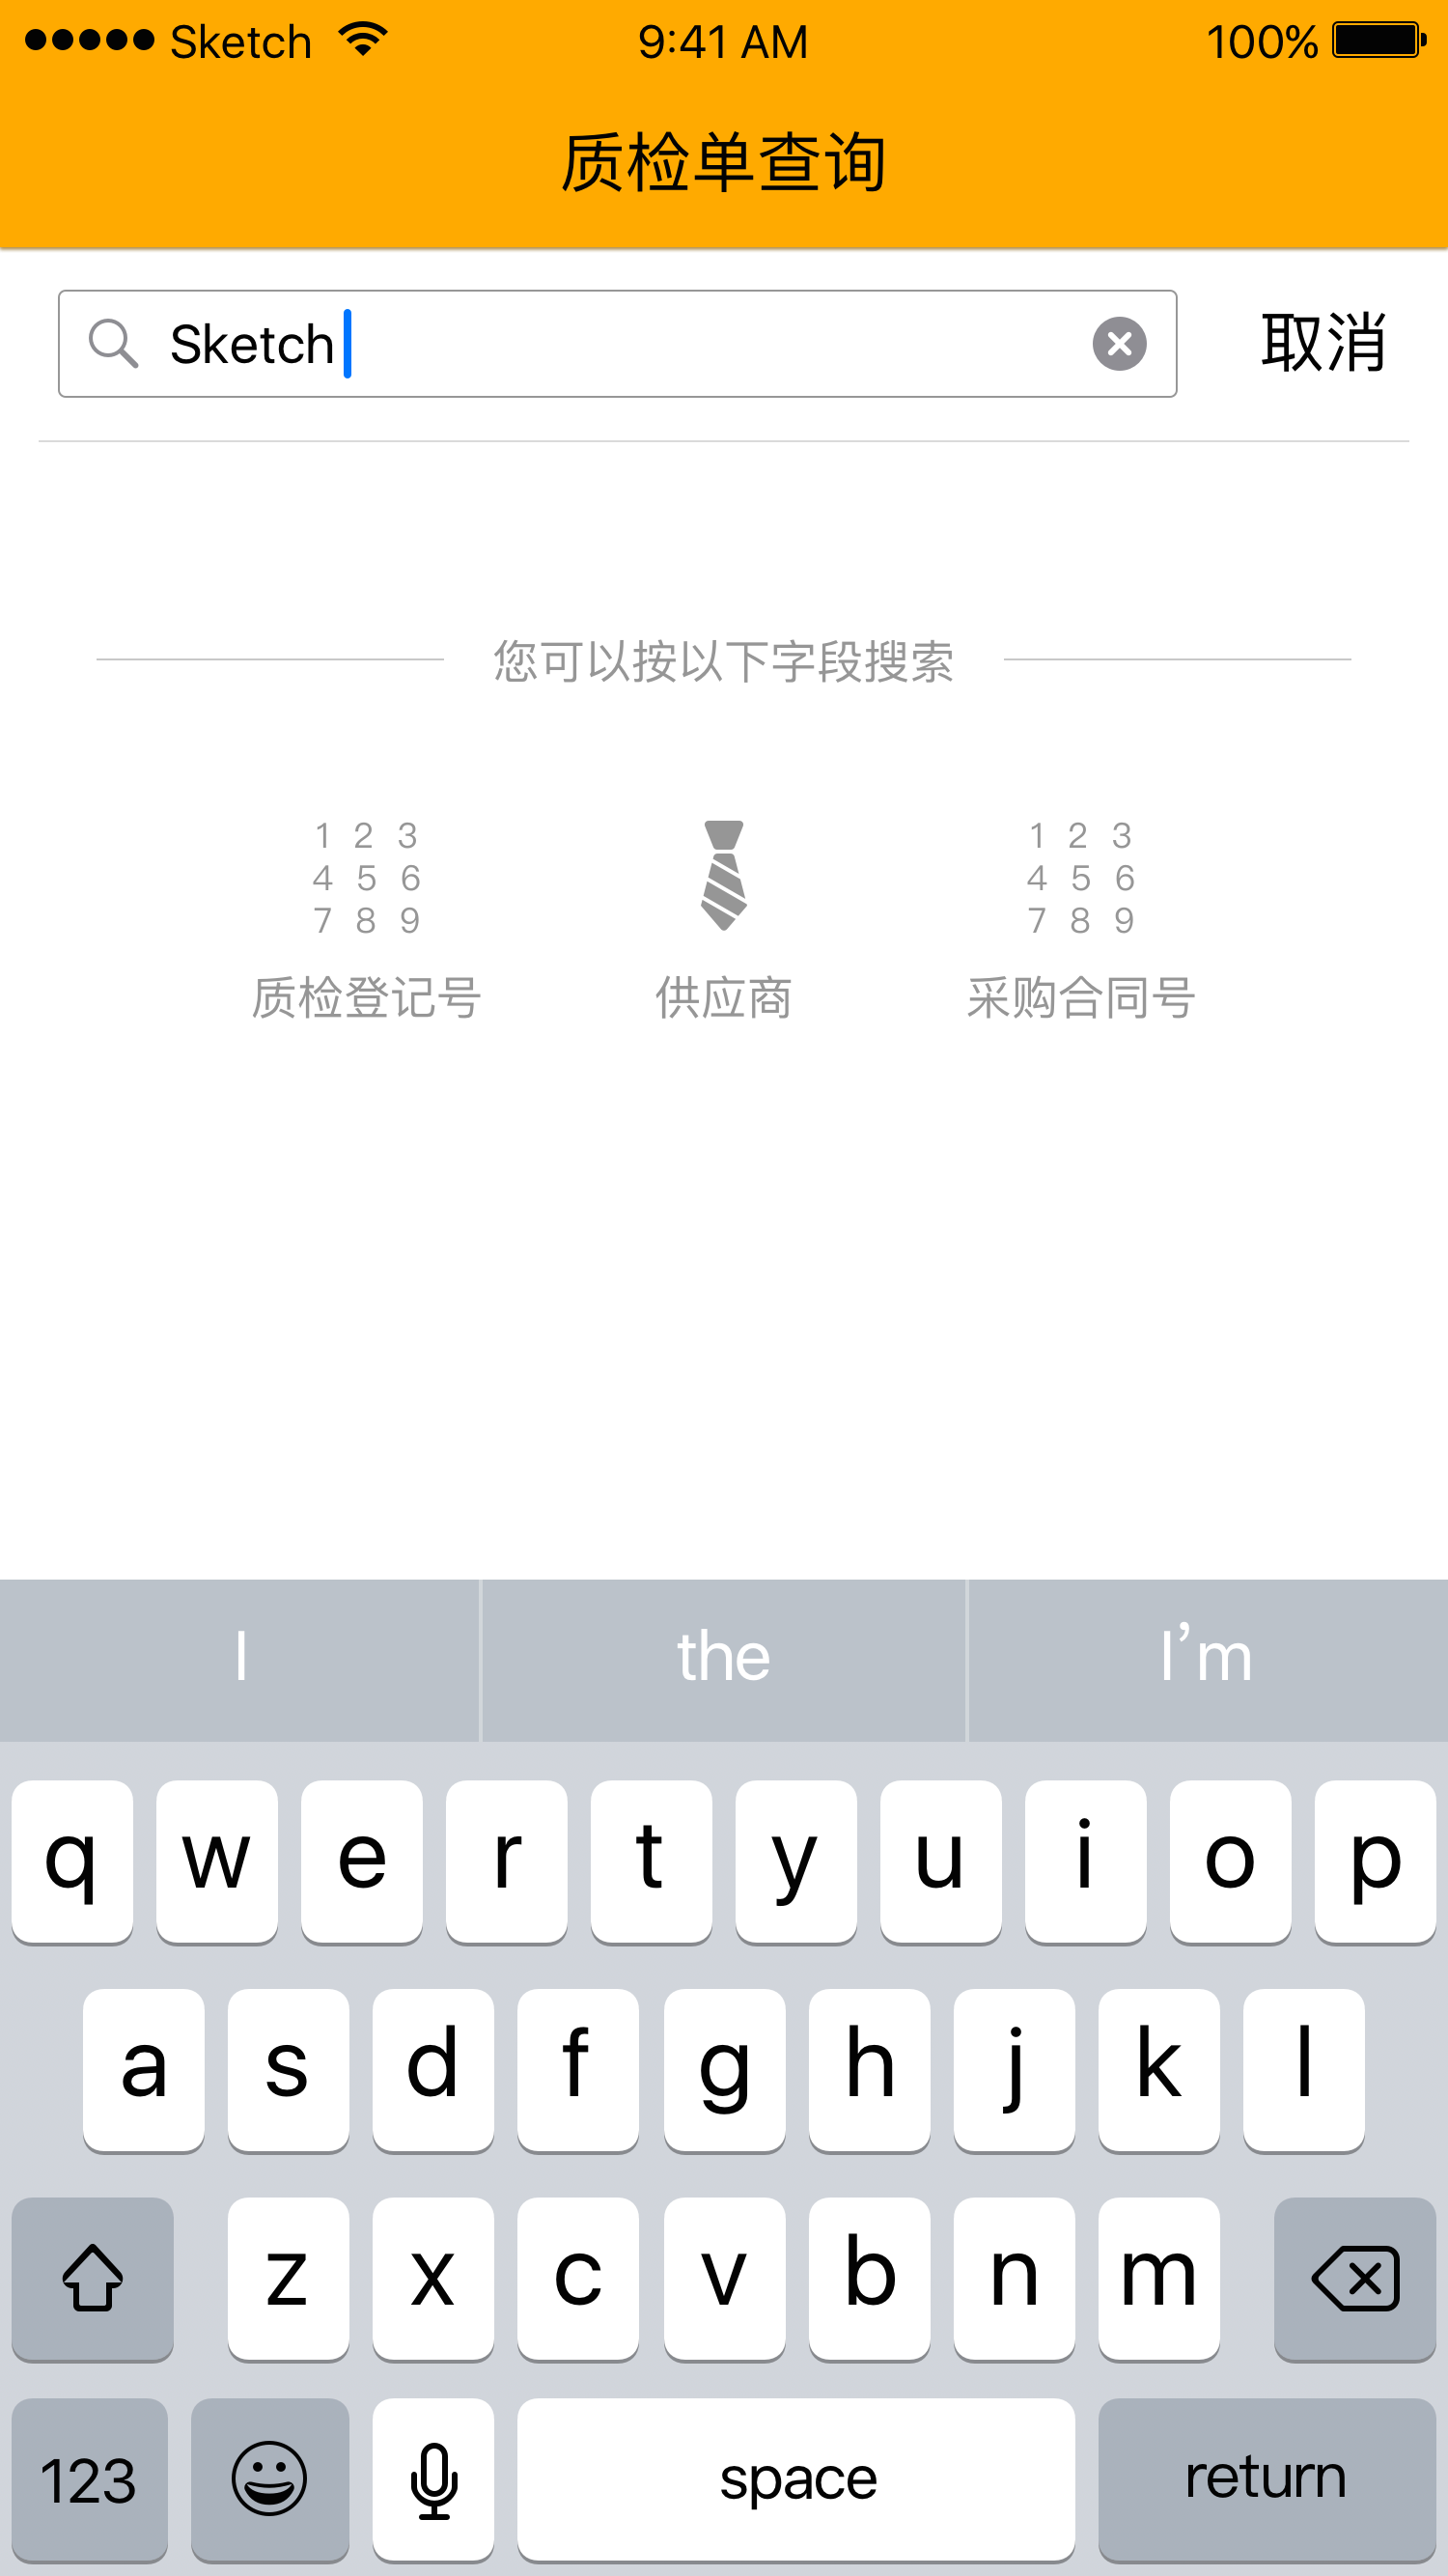 Sketch 9:41 AM 100%
质检单查询
Sketch 取消
您可以按以下字段搜索
1 2 3 1 2 3
4 5 6 4 5 6
7 8 9 7 8 9
质检登记号 供应商 采购合同号
I the I’m
q w e r t y u i o p
a s d f g h j k l
z x c v b n m
123 space return